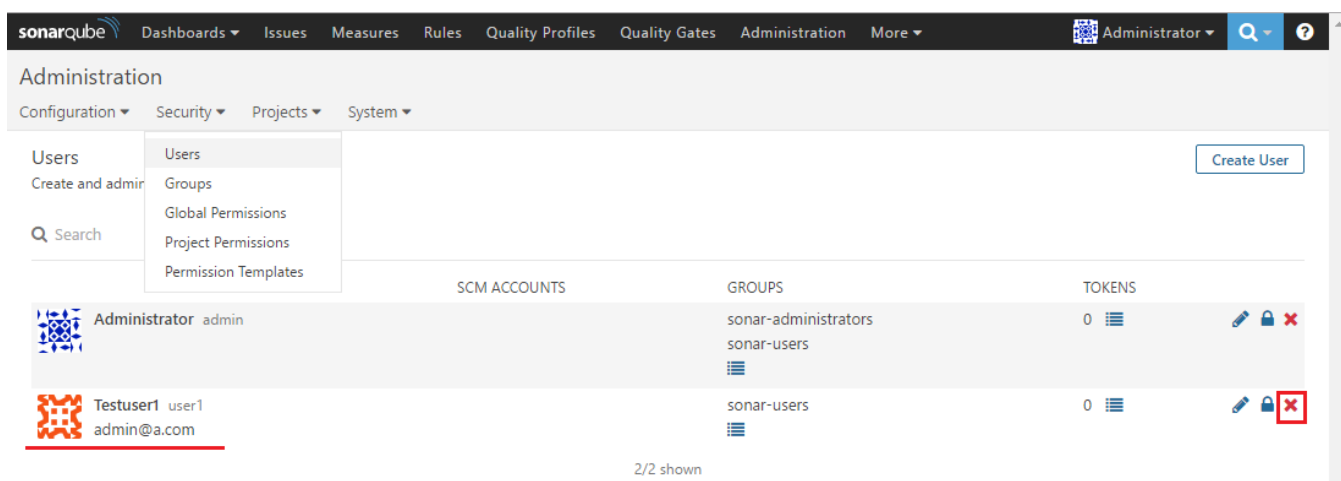 sonarqube Dashboards Issues Measures Rules Quality Profiles Quality Gates Administration More Administrator
Administration
Configuration Security Projects System
Users
Create and admin
Users
Groups
Global Permissions
Project Permissions
Permission Templates
Create User
Search
SCM ACCOUNTS GROUPS TOKENS
Administrator admin sonar-administrators 0
sonar-users
Testuser1 user1 sonar-users 0
admin@a.com
2/2 shown